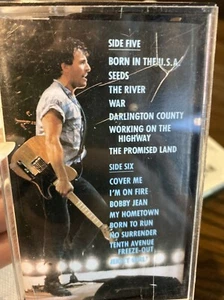 SIDE FIVE
BORN IN THE U.S.A.
SEEDS
THE RIVER
WAR
DARLINGTON COUNTY
WORKING ON THE
HIGHWAY
THE PROMISED LAND
SIDE SIX
COVER ME
I'M ON FIRE
BOBBY JEAN
MY HOMETOWN
BORN TO RUN
NO SURRENDER
TENTH AVENUE
FREEZE-OUT